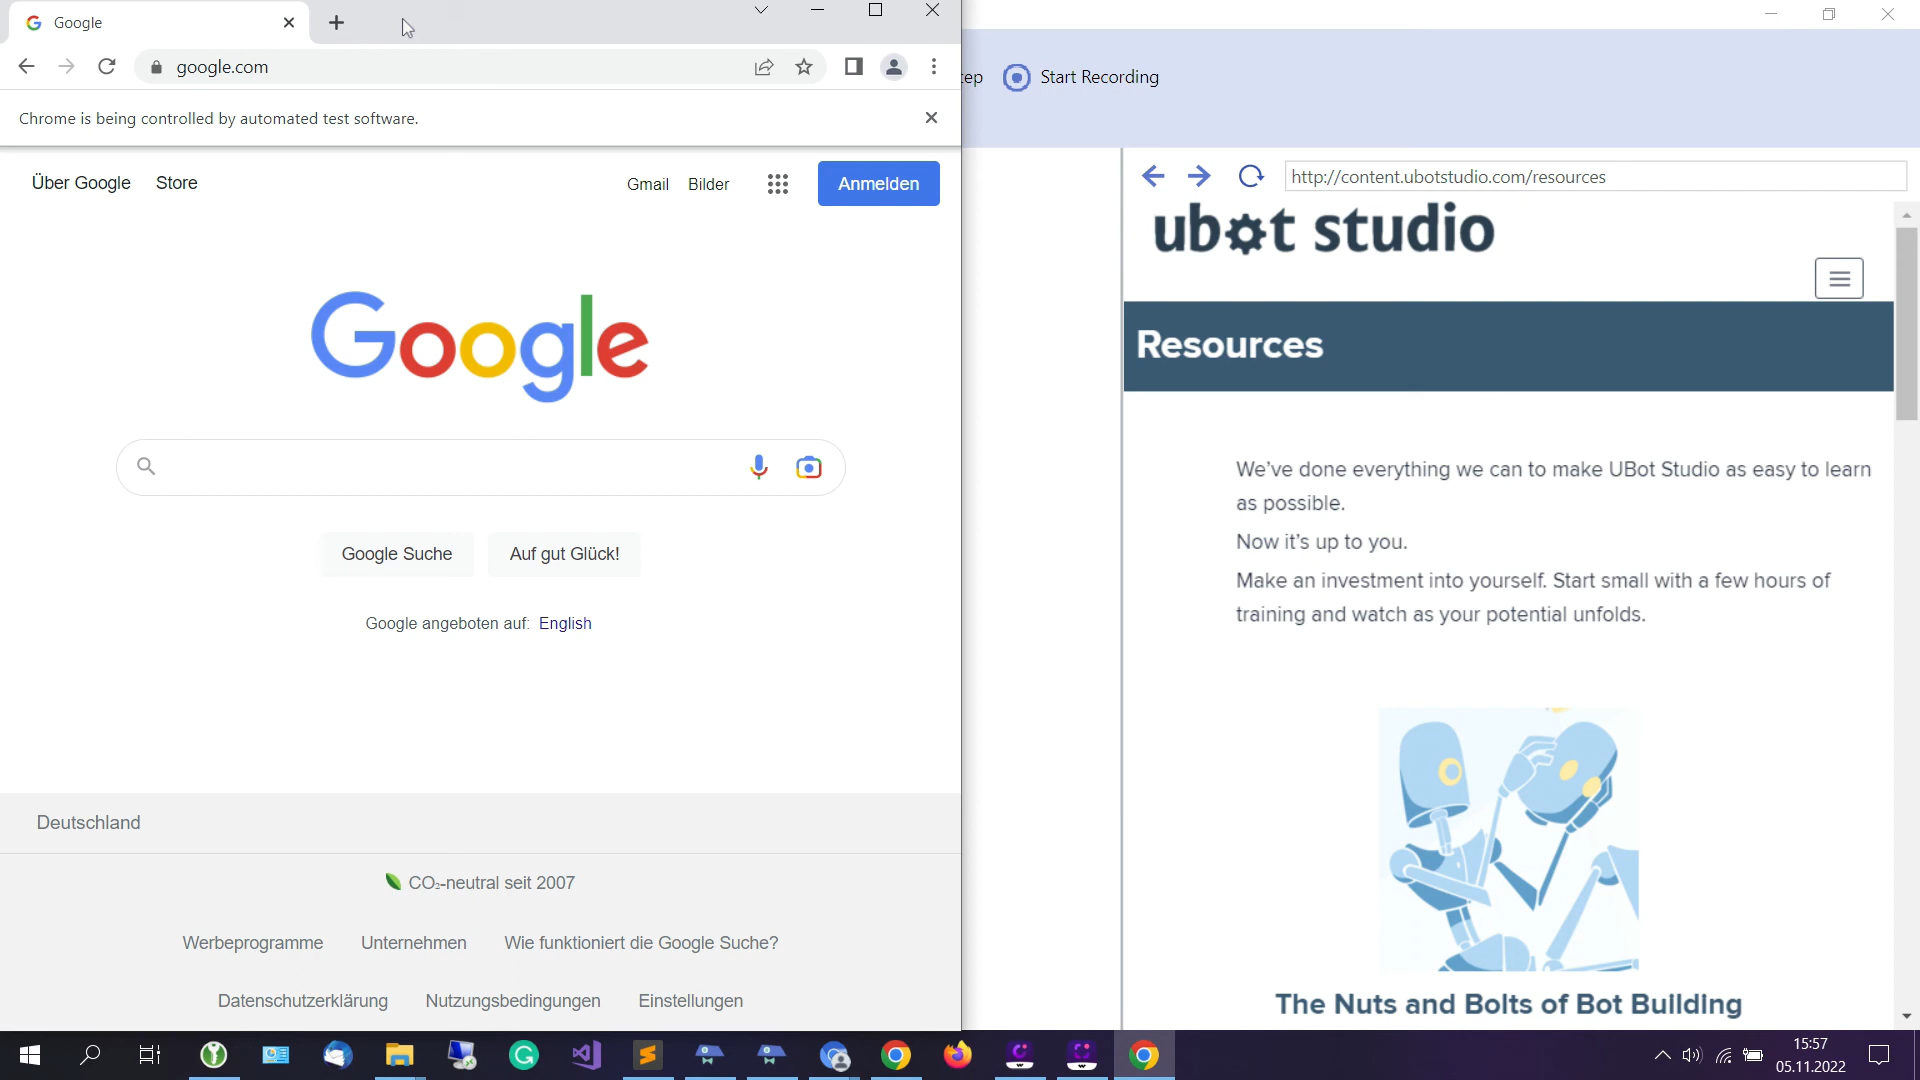 Google
google.com
Chrome is being controlled by automated test software.
Über Google Store
Gmail Bilder Anmelden
Google
Google Suche Auf gut Glück!
Google angeboten auf: English
Deutschland
CO₂-neutral seit 2007
Werbeprogramme Unternehmen Wie funktioniert die Google Suche?
Datenschutzerklärung Nutzungsbedingungen Einstellungen
Start Recording
http://content.ubotstudio.com/resources
ubot studio
Resources
We've done everything we can to make UBot Studio as easy to learn
as possible.
Now it's up to you.
Make an investment into yourself. Start small with a few hours of
training and watch as your potential unfolds.
The Nuts and Bolts of Bot Building
15:57
05.11.2022